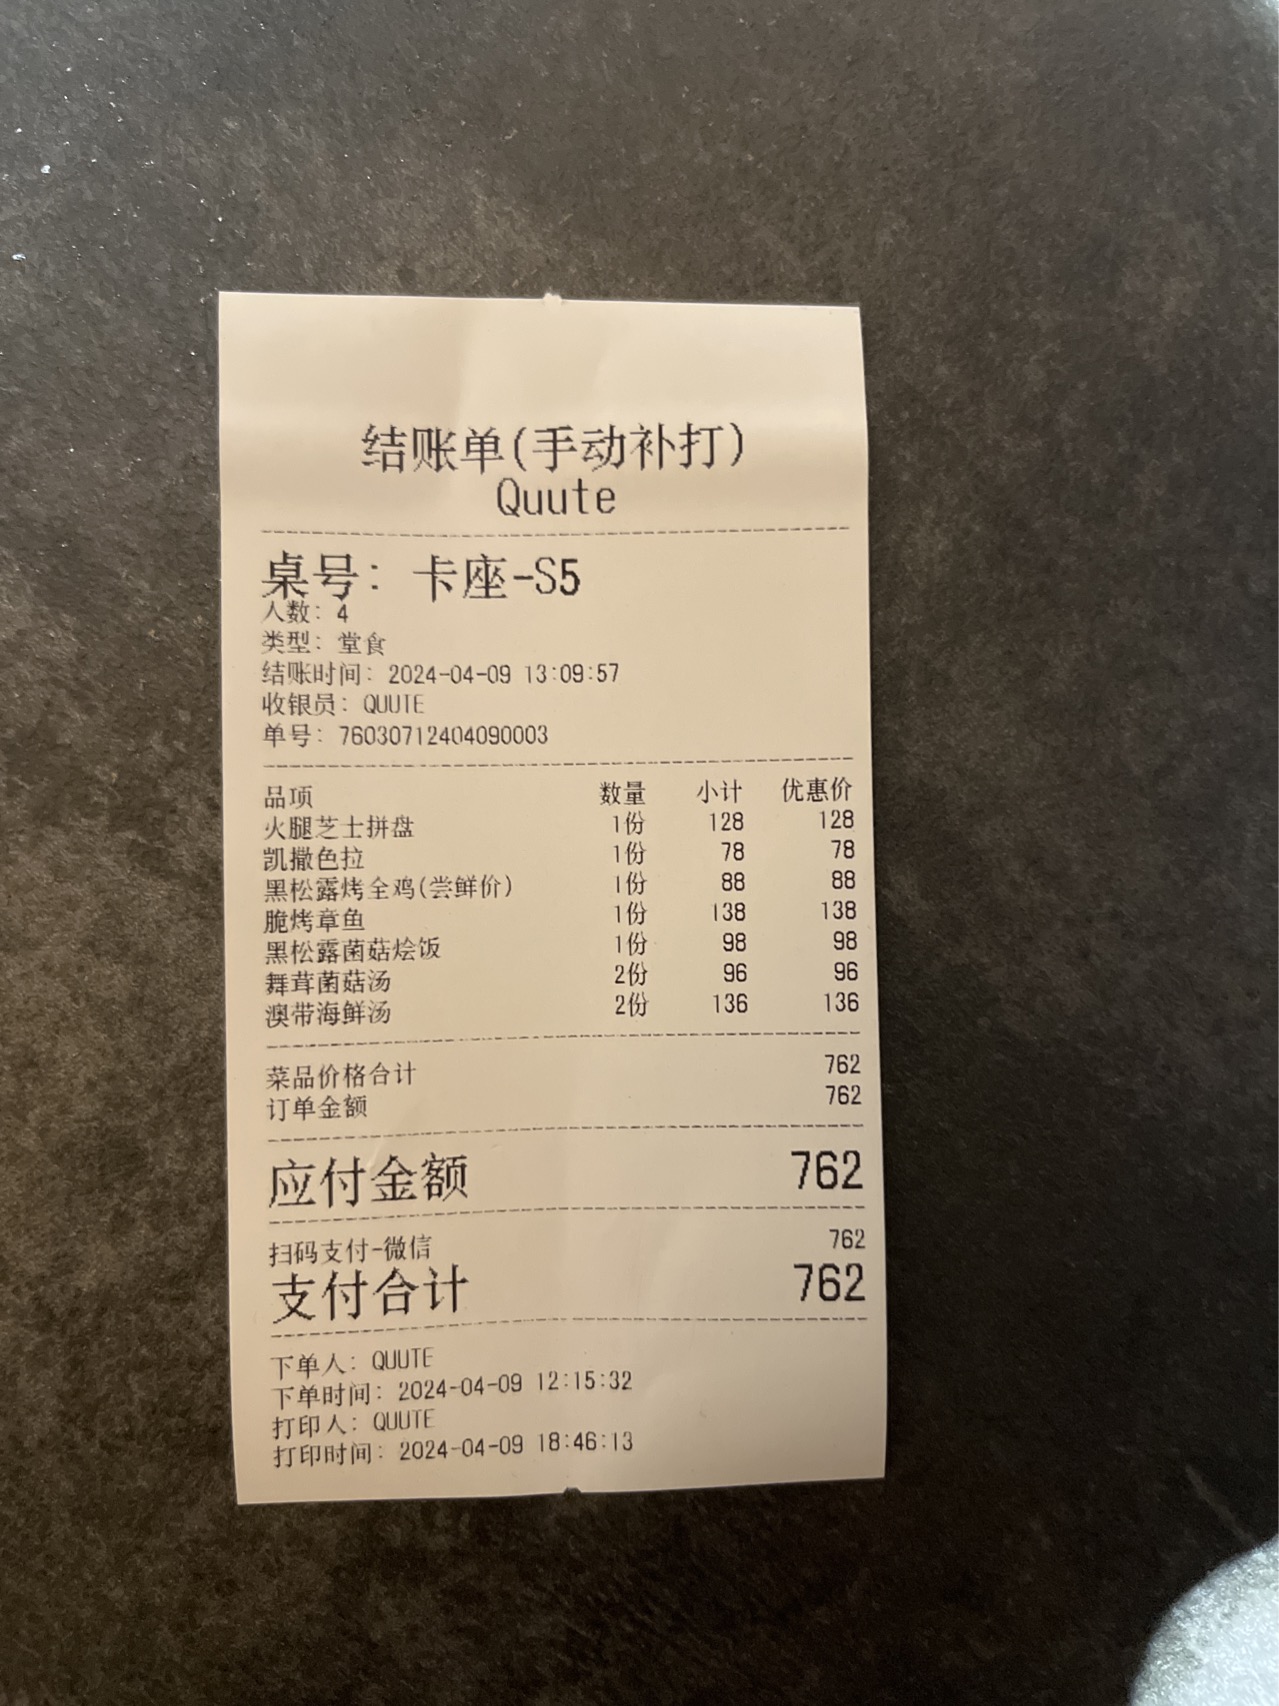 结账单(手动补打)
Quute
桌号: 卡座-S5
人数: 4
类型: 堂食
结账时间: 2024-04-09 13:09:57
收银员: QUUTE
单号: 76030712404090003
品项 数量 小计 优惠价
火腿芝士拼盘 1份 128 128
凯撒色拉 1份 78 78
黑松露烤全鸡(尝鲜价) 1份 88 88
脆烤章鱼 1份 138 138
黑松露菌菇烩饭 1份 98 98
舞茸菌菇汤 2份 96 96
澳带海鲜汤 2份 136 136
菜品价格合计 762
订单金额 762
应付金额 762
扫码支付-微信 762
支付合计 762
下单人: QUUTE
下单时间: 2024-04-09 12:15:32
打印人: QUUTE
打印时间: 2024-04-09 18:46:13